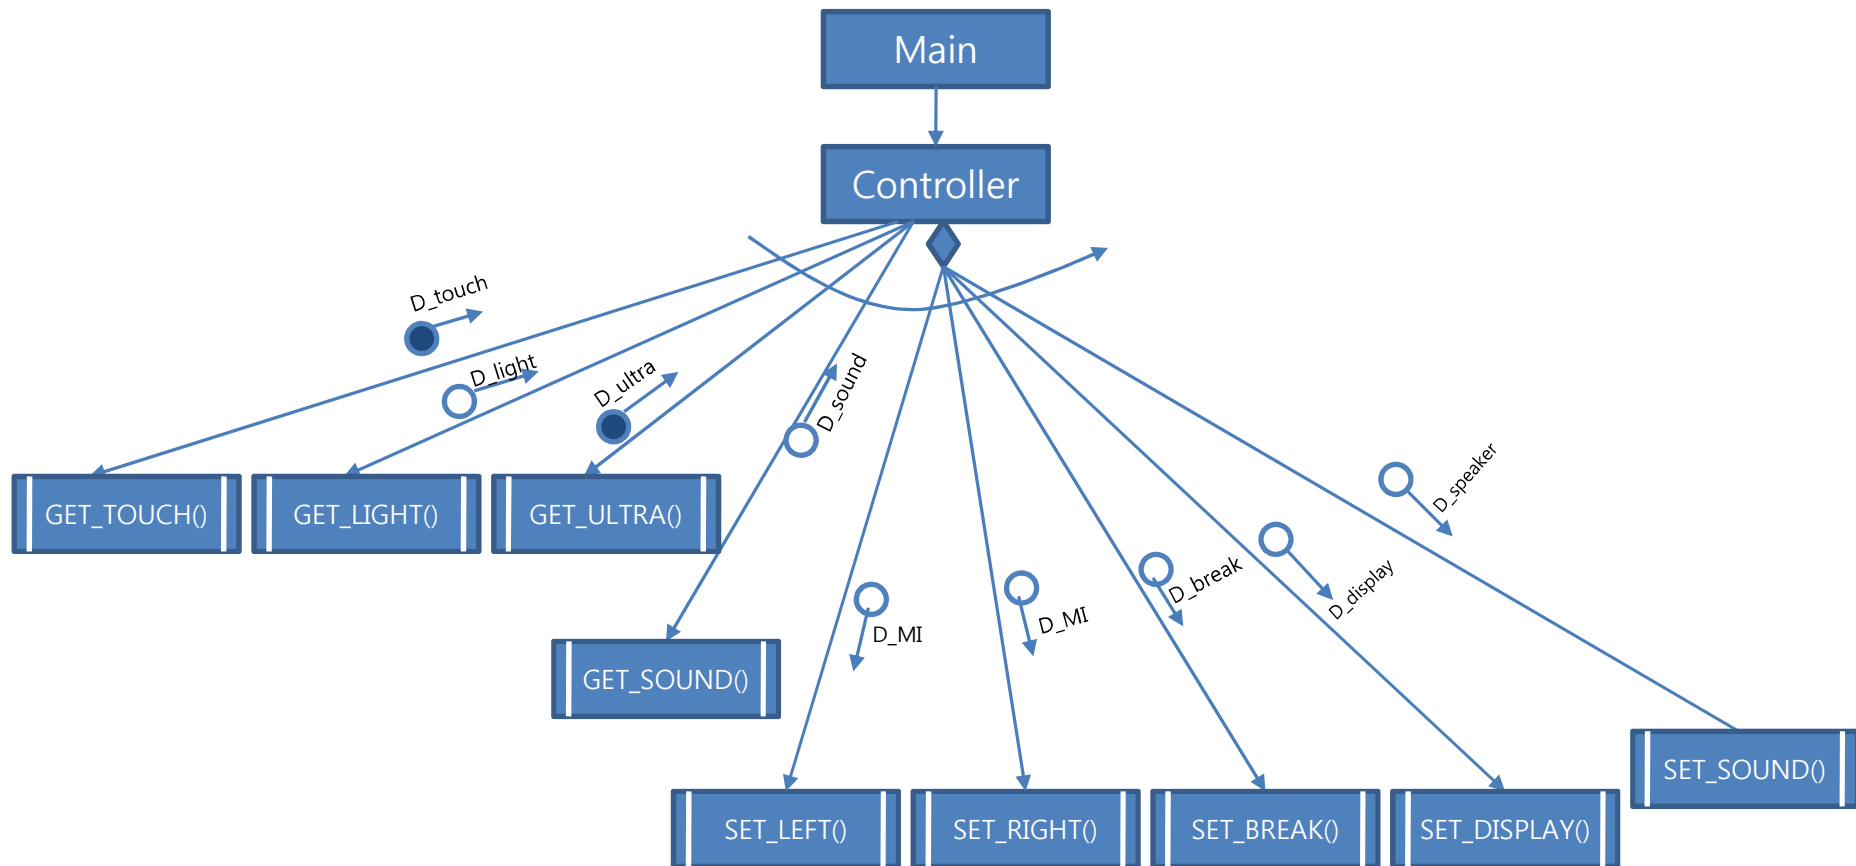 Main
Controller
D_touch
D_light
D_ultra
D_sound
D_speaker
GET_TOUCH()
GET_LIGHT()
GET_ULTRA()
D_break
D_display
D_MI
D_MI
GET_SOUND()
SET_SOUND()
SET_LEFT()
SET_RIGHT()
SET_BREAK()
SET_DISPLAY()